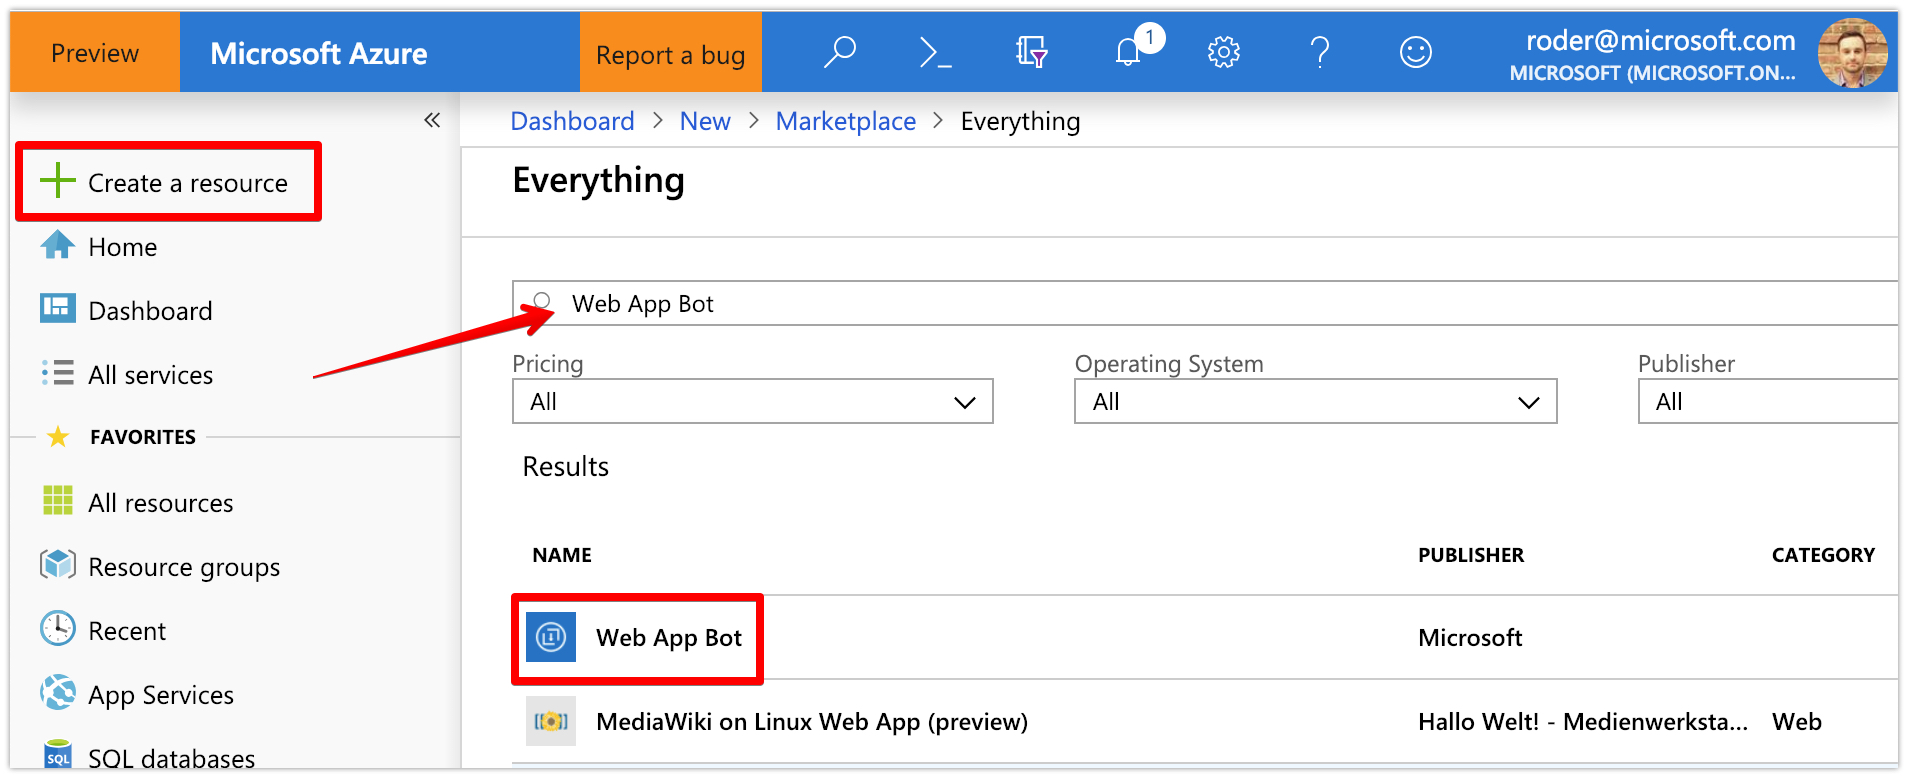 Preview
Microsoft Azure
Report a bug
1
roder@microsoft.com
MICROSOFT (MICROSOFT.ON...
Create a resource
Home
Dashboard
All services
FAVORITES
All resources
Resource groups
Recent
App Services
SQL
SQL databases
Dashboard > New > Marketplace > Everything
Everything
Web App Bot
Pricing
Operating System
Publisher
All
All
All
Results
NAME
PUBLISHER
CATEGORY
Web App Bot
Microsoft
MediaWiki on Linux Web App (preview)
Hallo Welt! - Medienwerksta...
Web